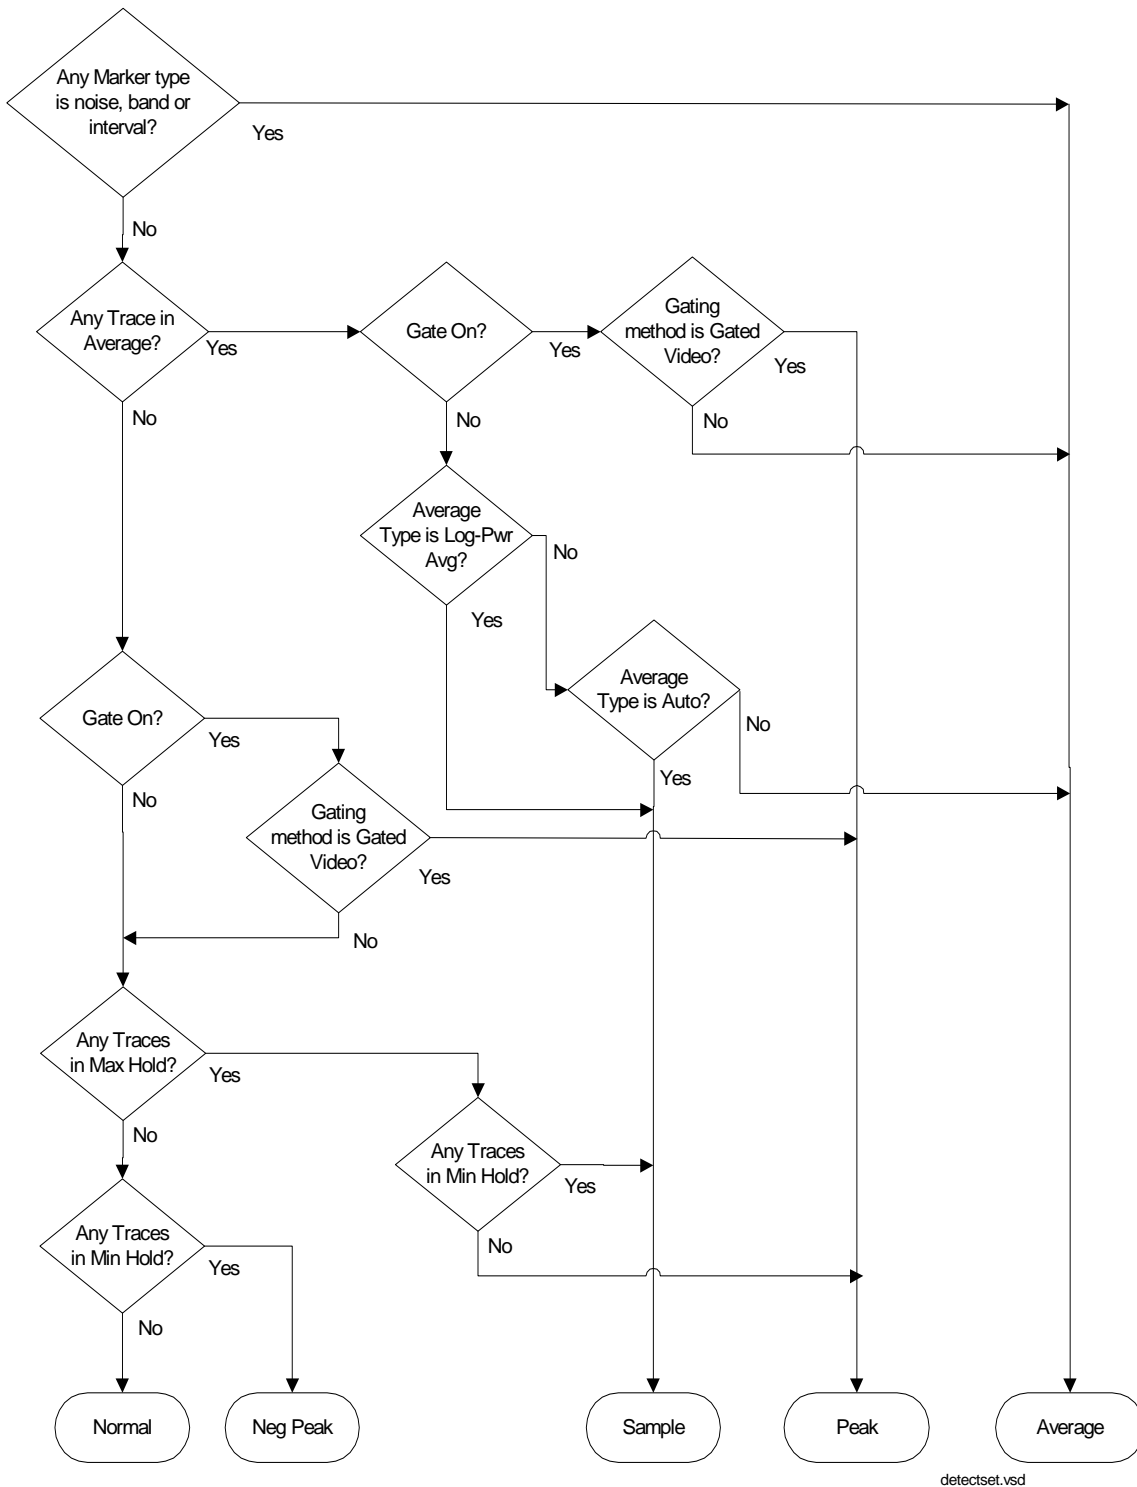 Any Marker type
is noise, band or
interval?
Yes
No
Any Trace in
Average?
Yes
Gate On?
Yes
Gating
method is Gated
Video?
Yes
No
No
No
Average
Type is Log-Pwr
Avg?
No
Yes
Average
Type is Auto?
No
Yes
Gate On?
Yes
No
Gating
method is Gated
Video?
Yes
No
Any Traces
in Max Hold?
Yes
No
Any Traces
in Min Hold?
Yes
No
Any Traces
in Min Hold?
Yes
No
Normal
Neg Peak
Sample
Peak
Average
detectset.vsd